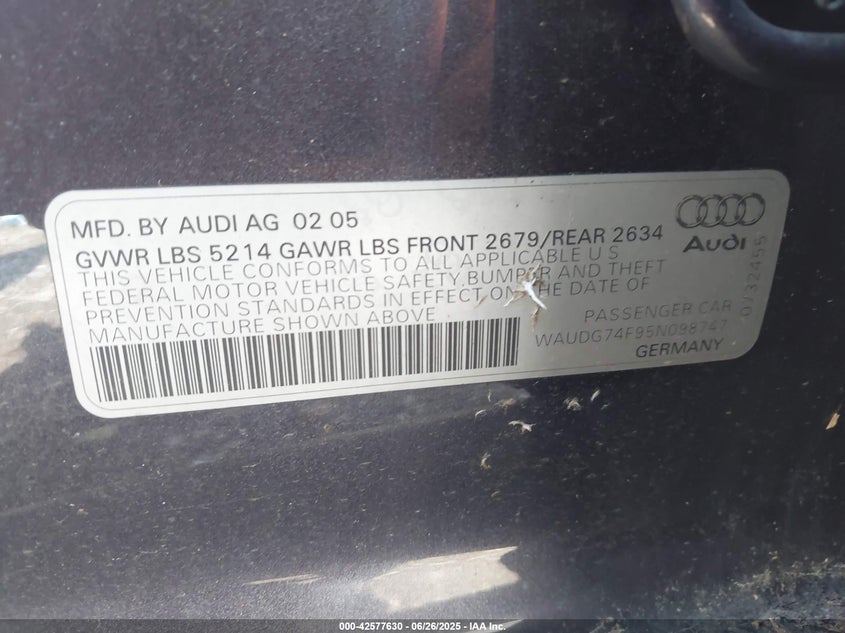 MFD. BY AUDI AG 02 05
GVWR LBS 5214 GAWR LBS FRONT 2679/REAR 2634
THIS VEHICLE CONFORMS TO ALL APPLICABLE U S
FEDERAL MOTOR VEHICLE SAFETY,BUMPER AND THEFT
PREVENTION STANDARDS IN EFFECT ON THE DATE OF
MANUFACTURE SHOWN ABOVE
Audi
PASSENGER CAR
WAUDG74F95N098747
GERMANY
0732455
000-42577630 - 06/26/2025 - IAA Inc.